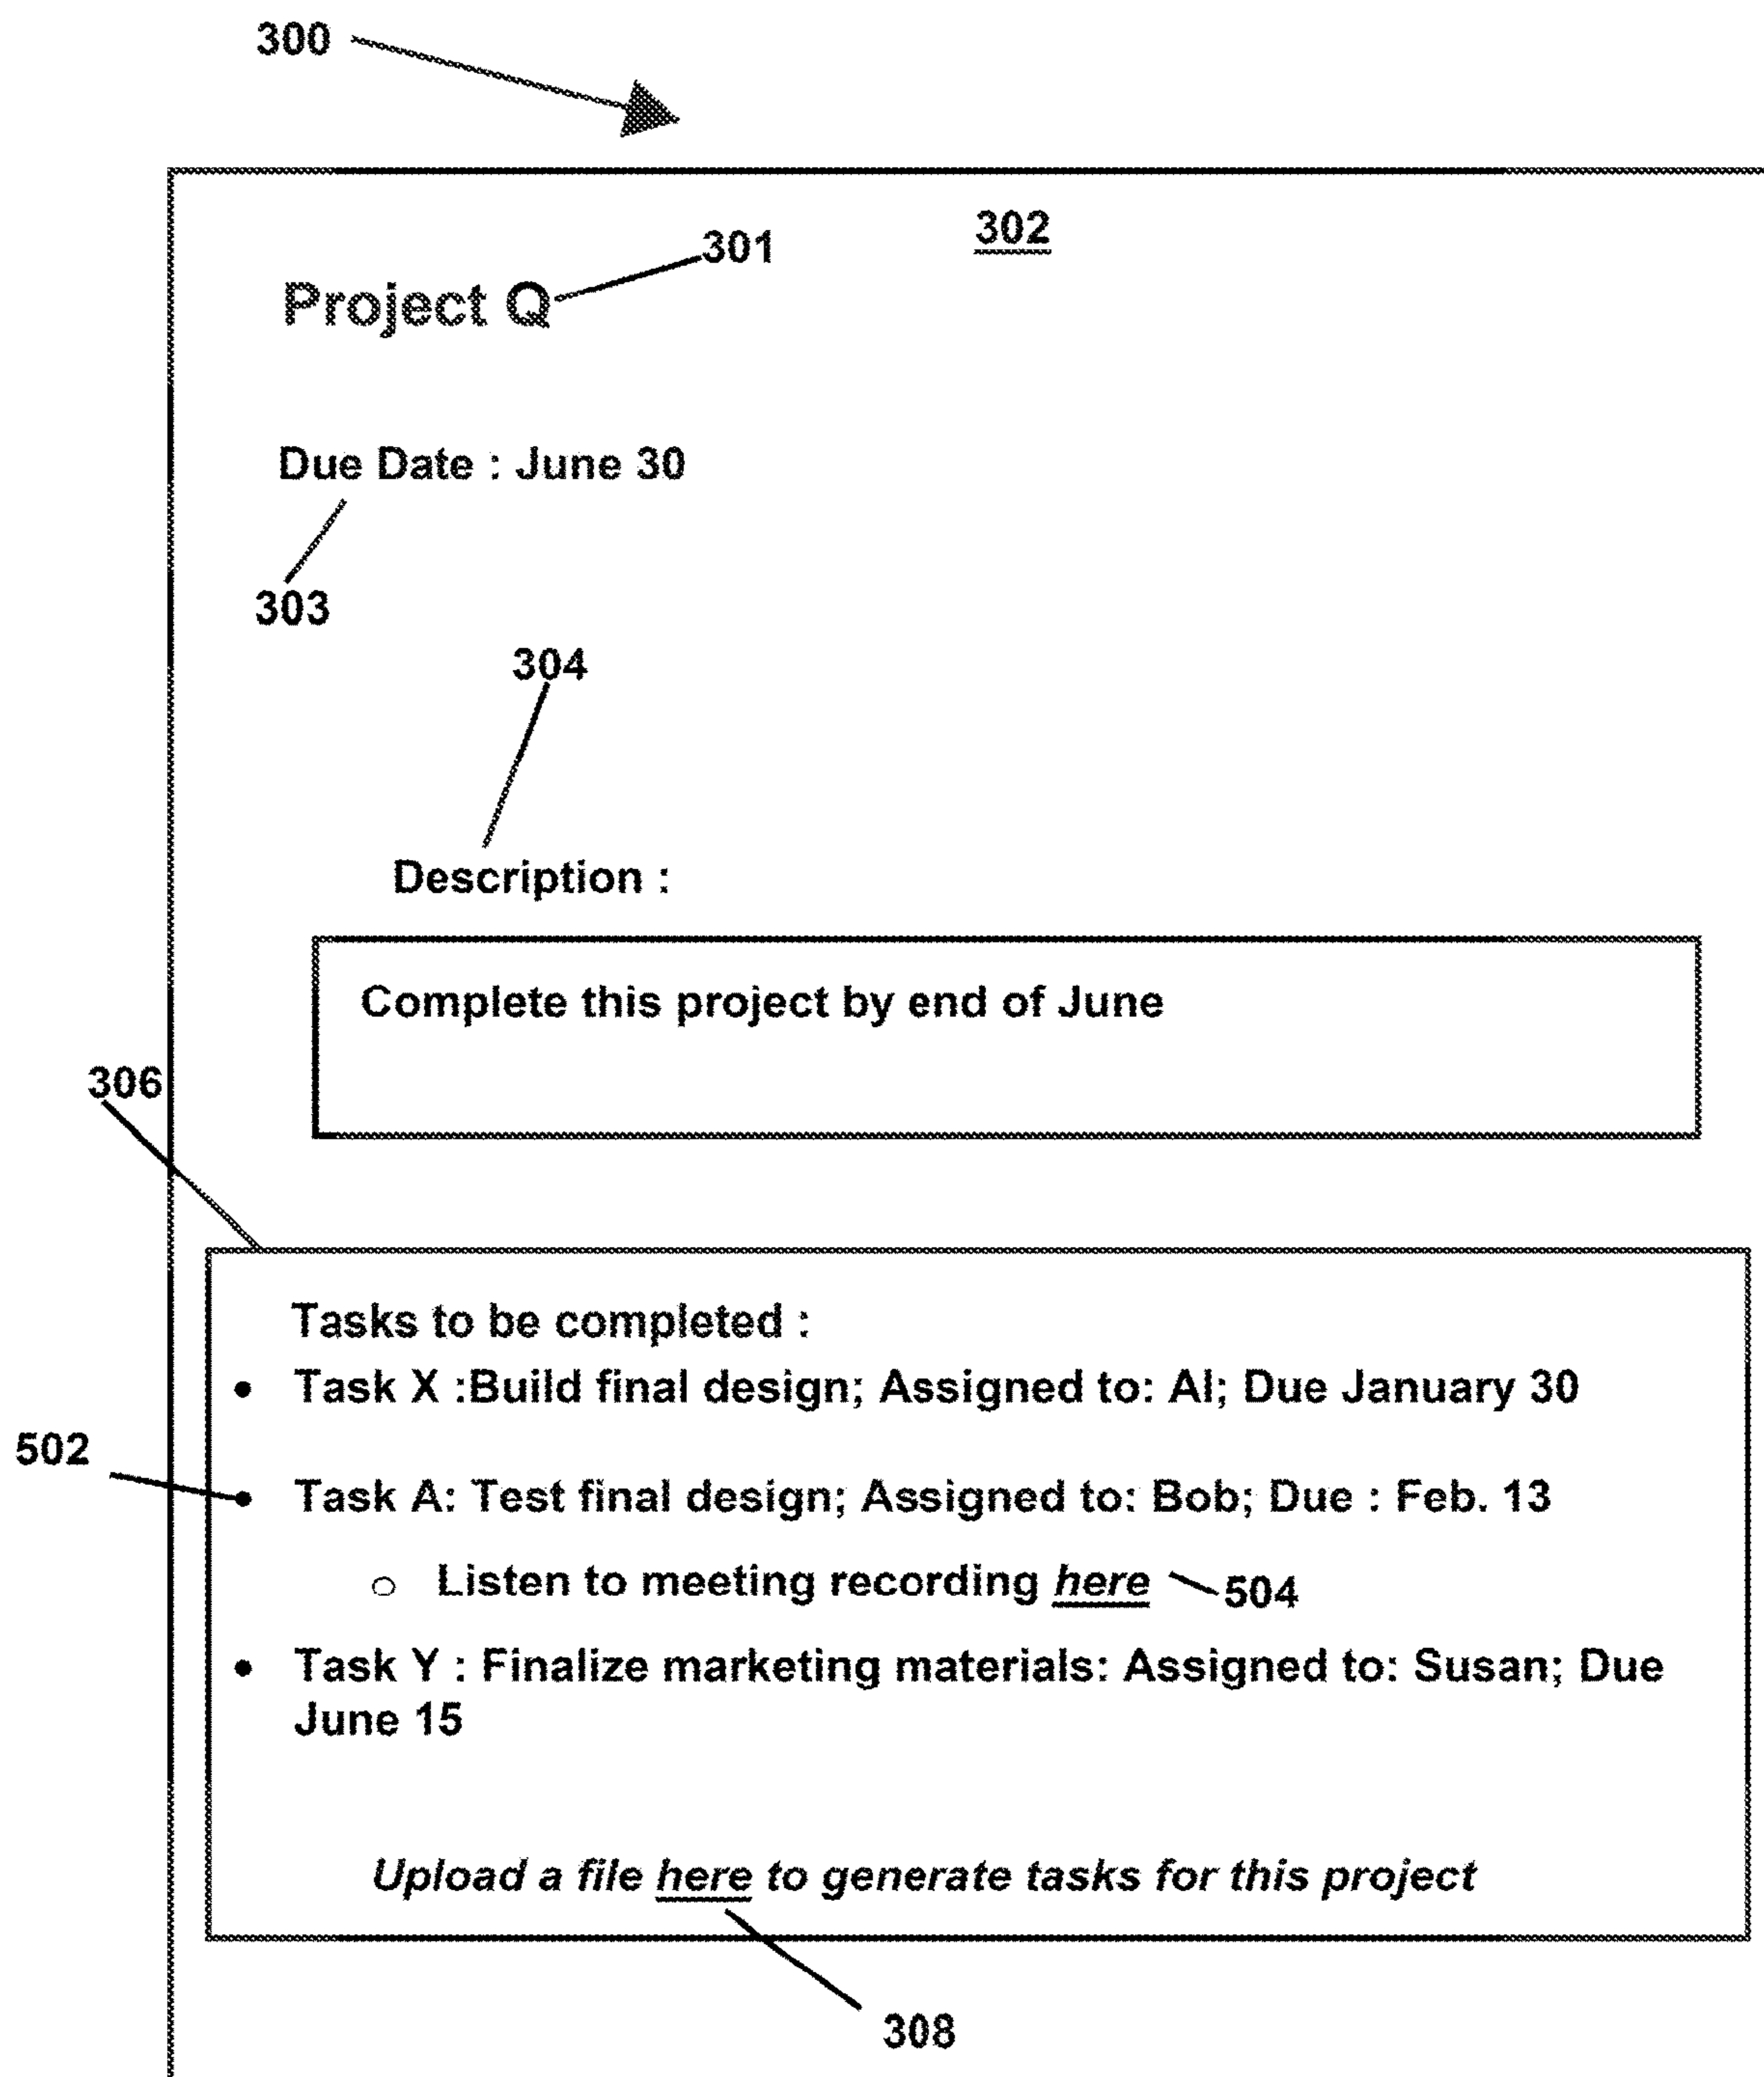 300
302
301
Project Q
Due Date : June 30
303
304
Description :
Complete this project by end of June
306
Tasks to be completed :
• Task X :Build final design; Assigned to: Al; Due January 30
502
• Task A: Test final design; Assigned to: Bob; Due : Feb. 13
○ Listen to meeting recording here
504
• Task Y : Finalize marketing materials: Assigned to: Susan; Due
June 15
Upload a file here to generate tasks for this project
308